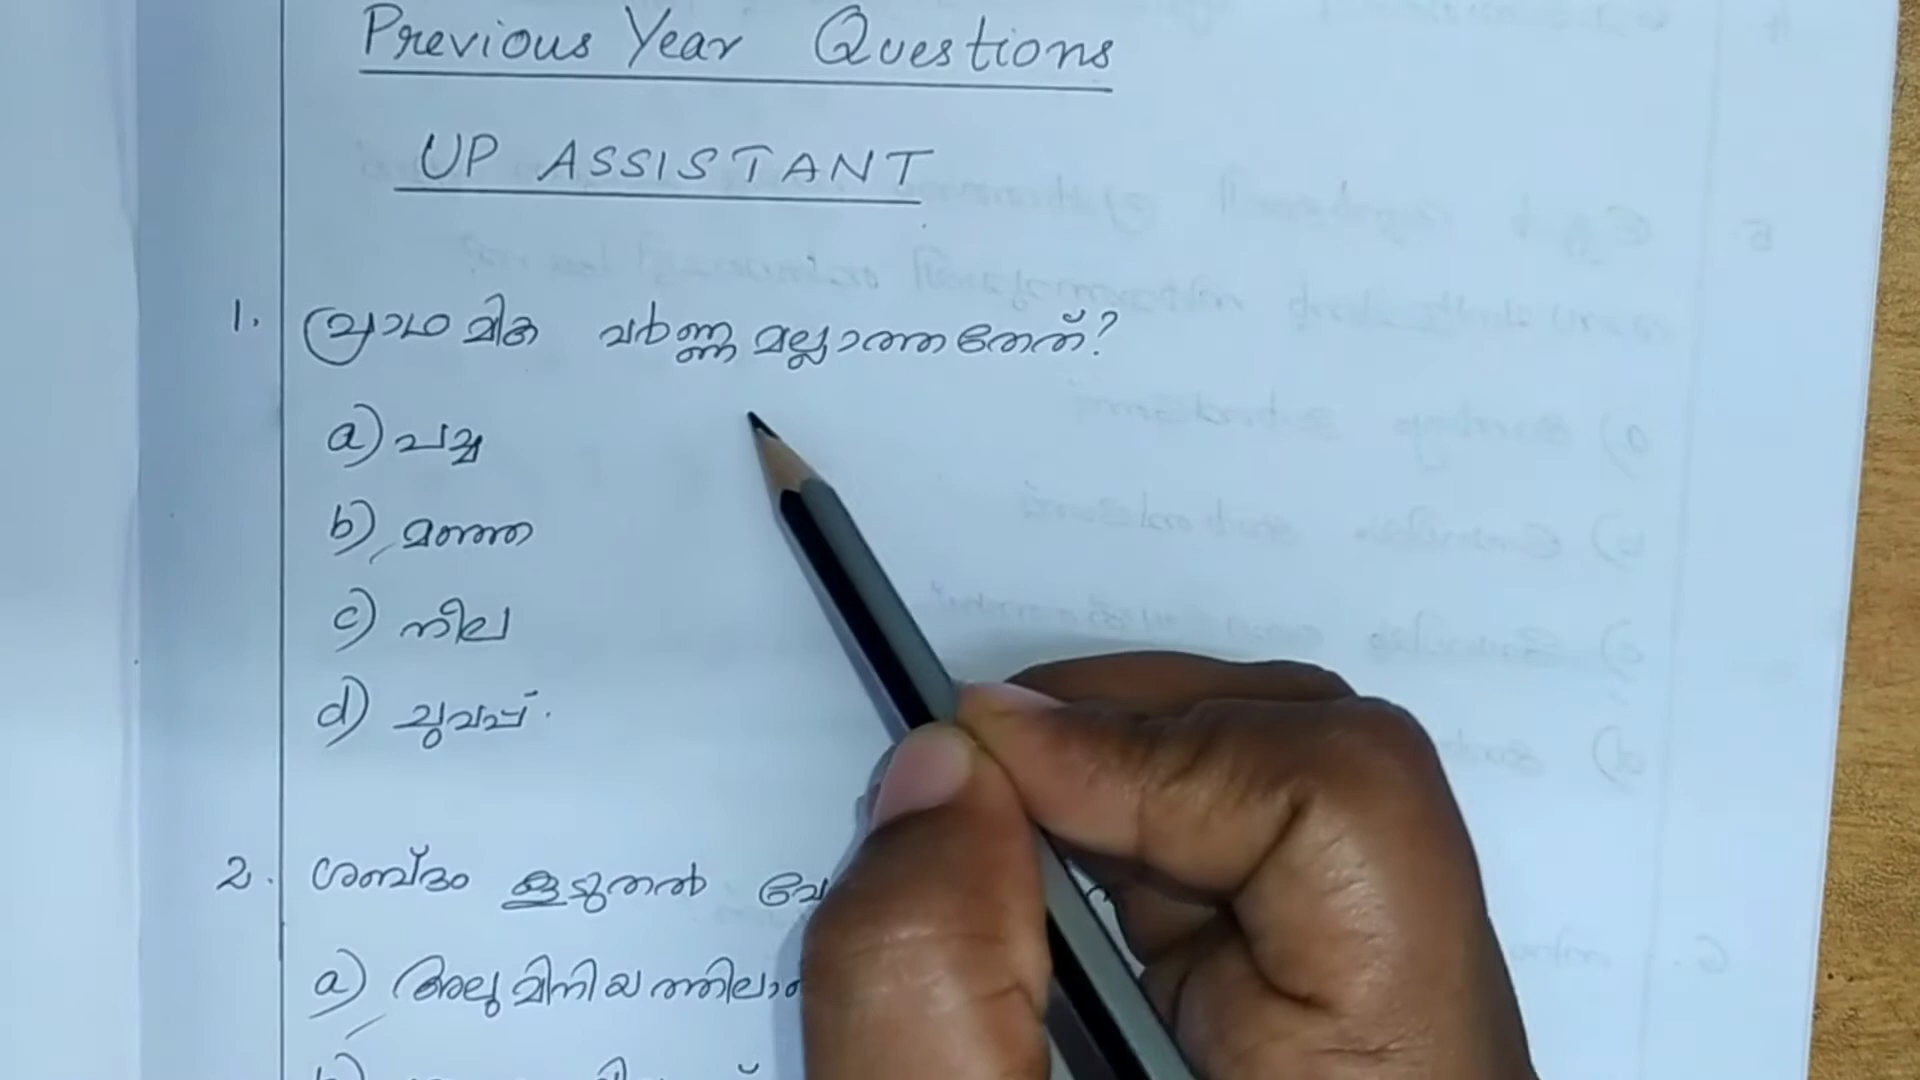 Previous Year Questions
UP ASSISTANT
1. പ്രാഥമിക വർണ്ണമല്ലാത്തതേത്?
a) പച്ച
b) മഞ്ഞ
c) നീല
d) ചുവപ്പ്.
2. ശബ്ദം കൂടുതൽ
a) അലുമിനിയത്തിലാ
b)